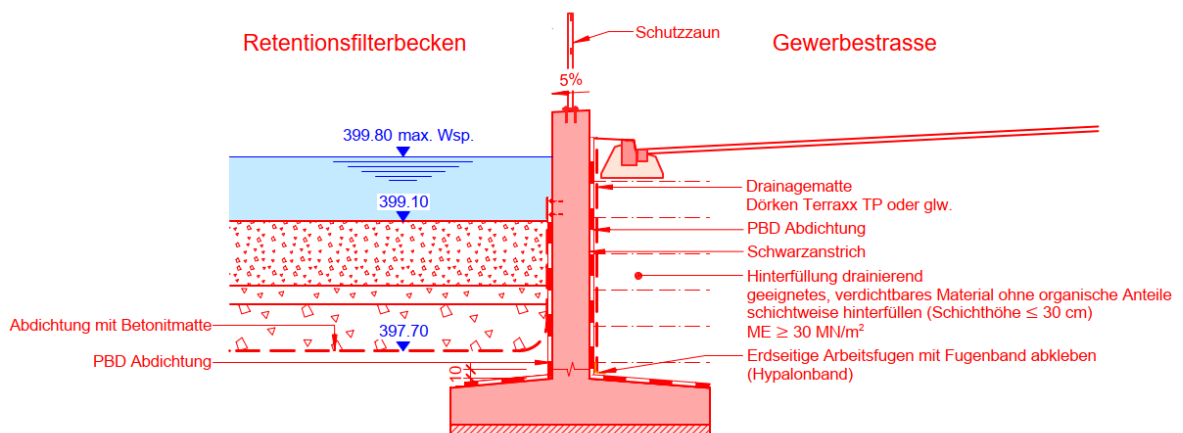 Retentionsfilterbecken
Schutzzaun
Gewerbestrasse
5%
399.80 max. Wsp.
399.10
Drainagematte
Dörken Terraxx TP oder glw.
PBD Abdichtung
Schwarzanstrich
Hinterfüllung drainierend
geeignetes, verdichtbares Material ohne organische Anteile
schichtweise hinterfüllen (Schichthöhe ≤ 30 cm)
ME ≥ 30 MN/m²
Abdichtung mit Betonitmatte
397.70
PBD Abdichtung
10
Erdseitige Arbeitsfugen mit Fugenband abkleben
(Hypalonband)